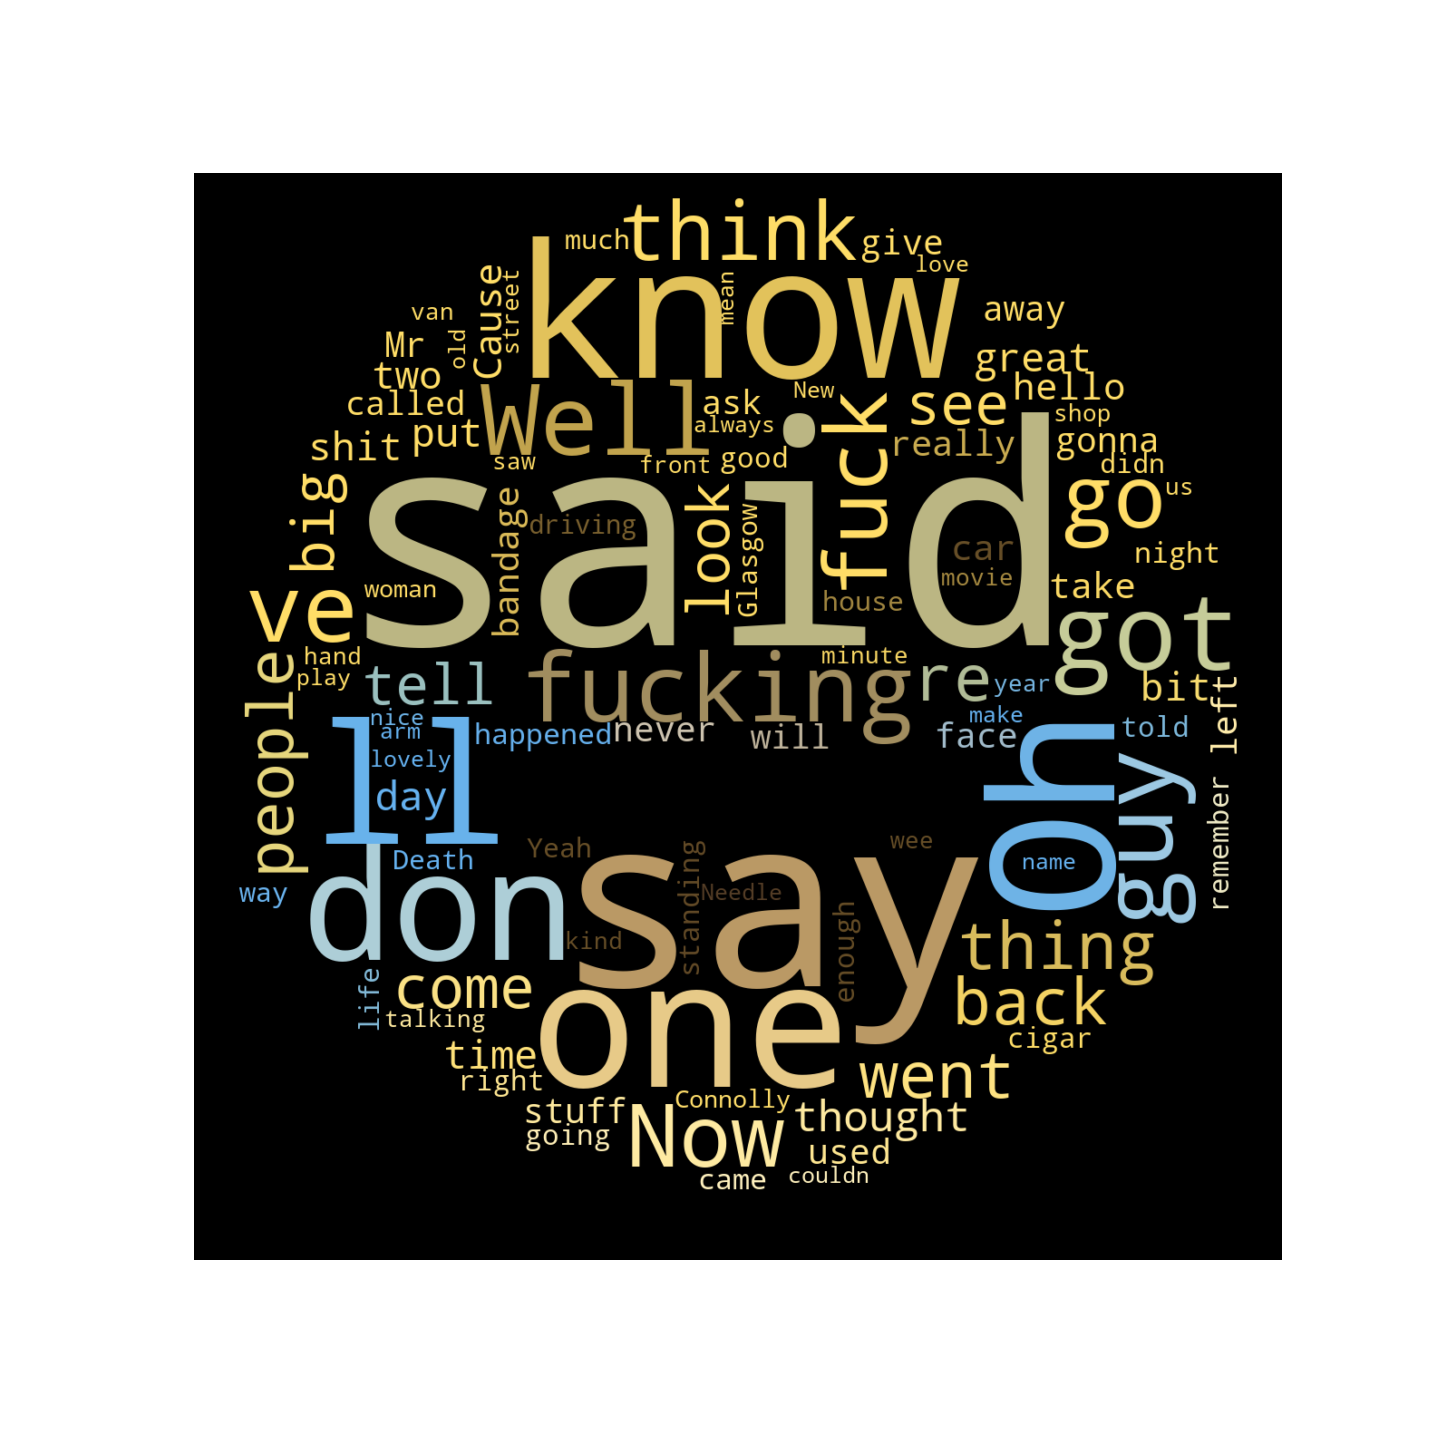 think
much
give
love
know
mean
Cause
street
away
van
old
Mr
great
two
hello
called
Well
ask
New
fuck
see
shop
always
put
shit
really
gonna
saw
front
good
didn
said
big
look
go
us
bandage
driving
Glasgow
car
night
movie
woman
take
ve
house
got
people
hand
play
tell
fucking
minute
re
year
bit
left
nice
arm
happened
never
will
make
face
told
ll
lovely
day
oh
guy
remember
Death
Yeah
wee
name
way
don
say
Needle
standing
kind
enough
thing
life
come
one
back
talking
cigar
time
right
went
Connolly
stuff
going
Now
thought
used
came
couldn